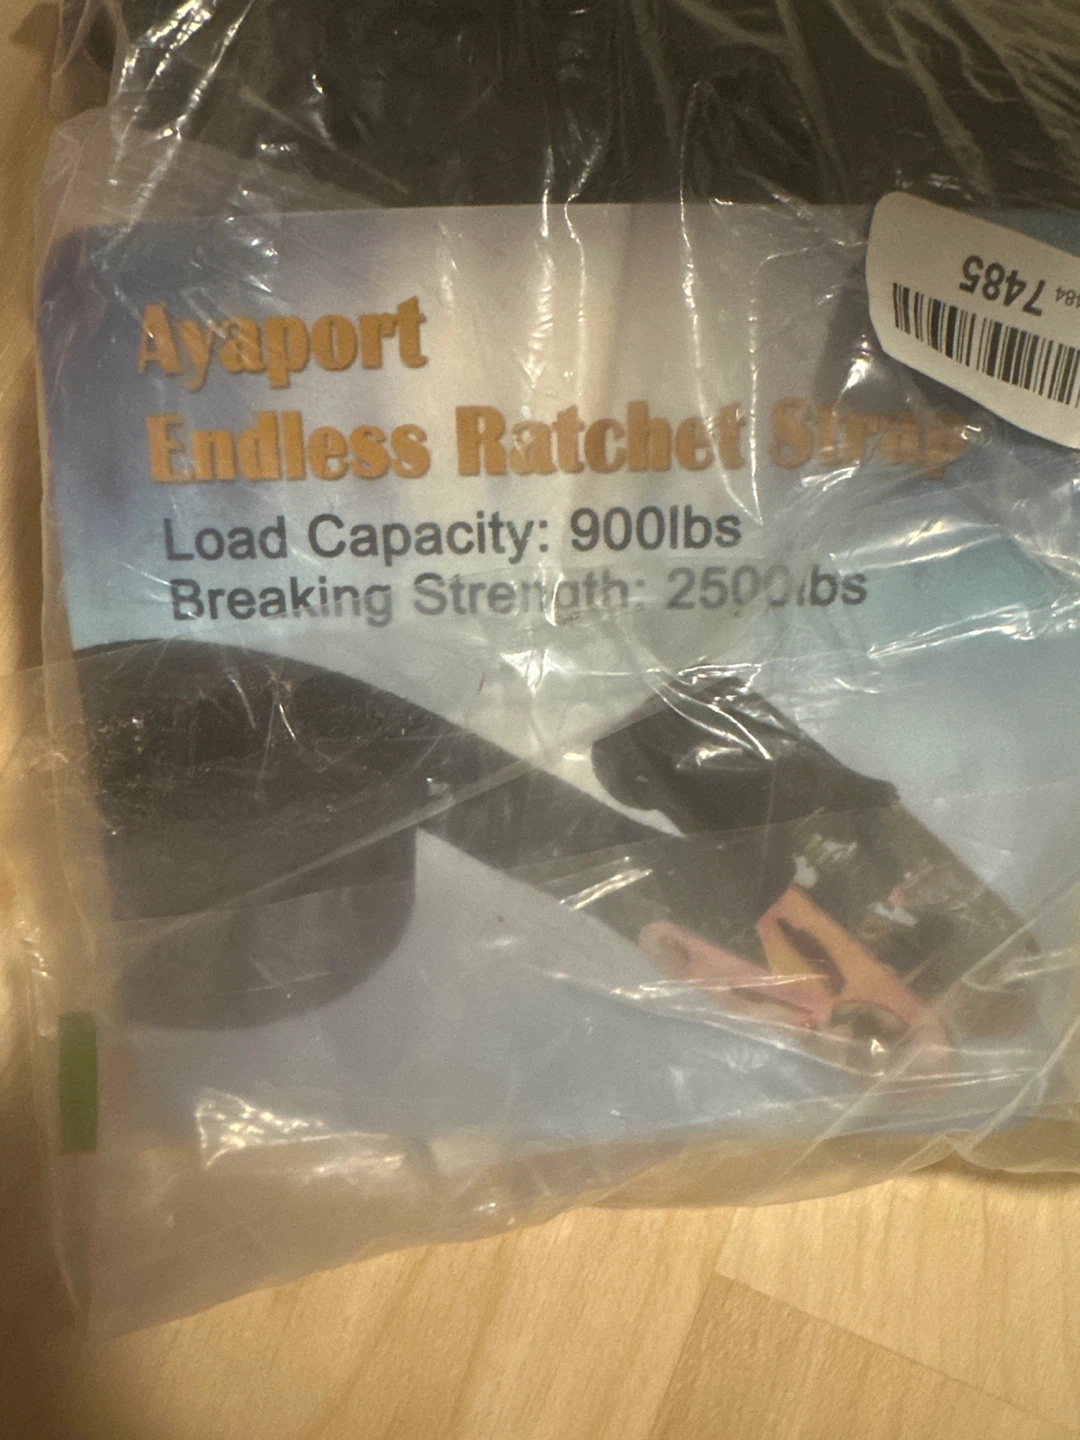 Ayaport
Endless Ratchet Strap
Load Capacity: 900lbs
Breaking Strength: 2500lbs
7485